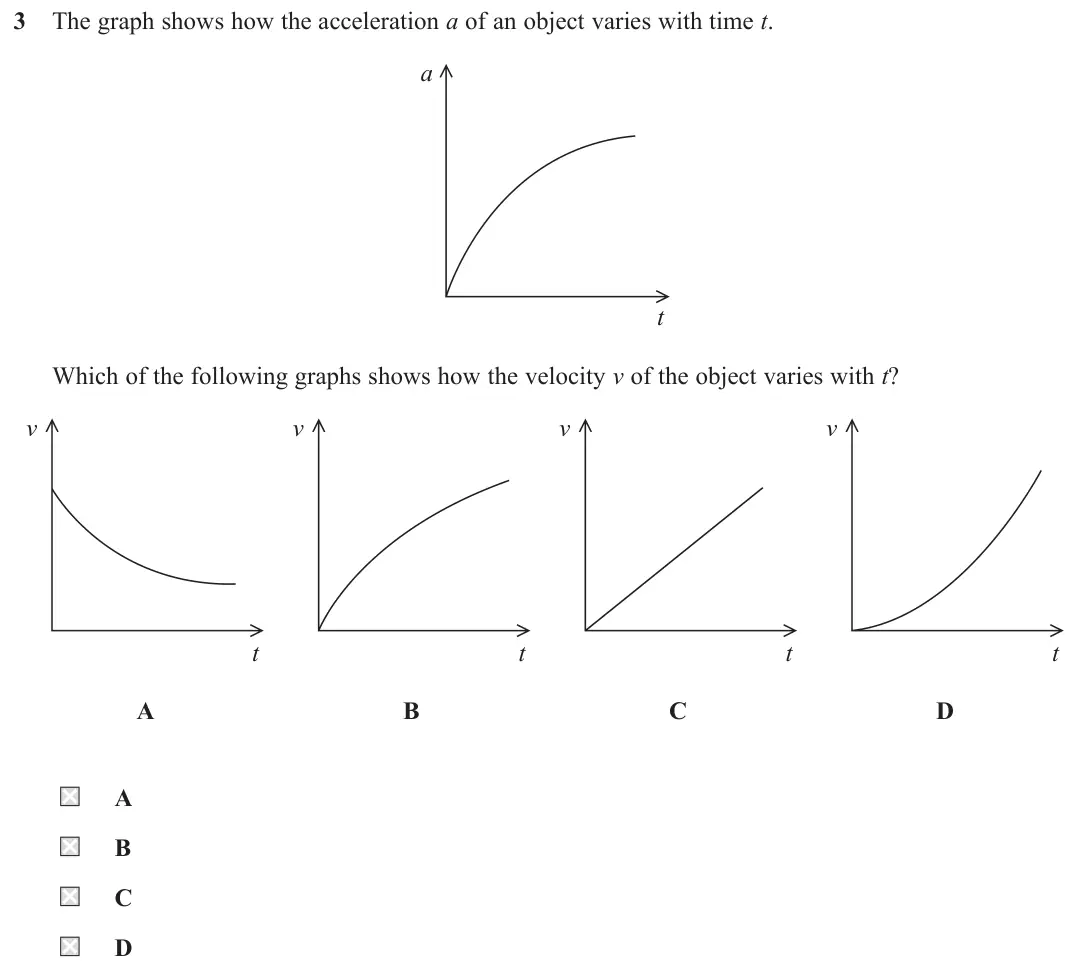 3 The graph shows how the acceleration a of an object varies with time t.
a
t
Which of the following graphs shows how the velocity v of the object varies with t?
v v v v
t t t t
A B C D
A
B
C
D